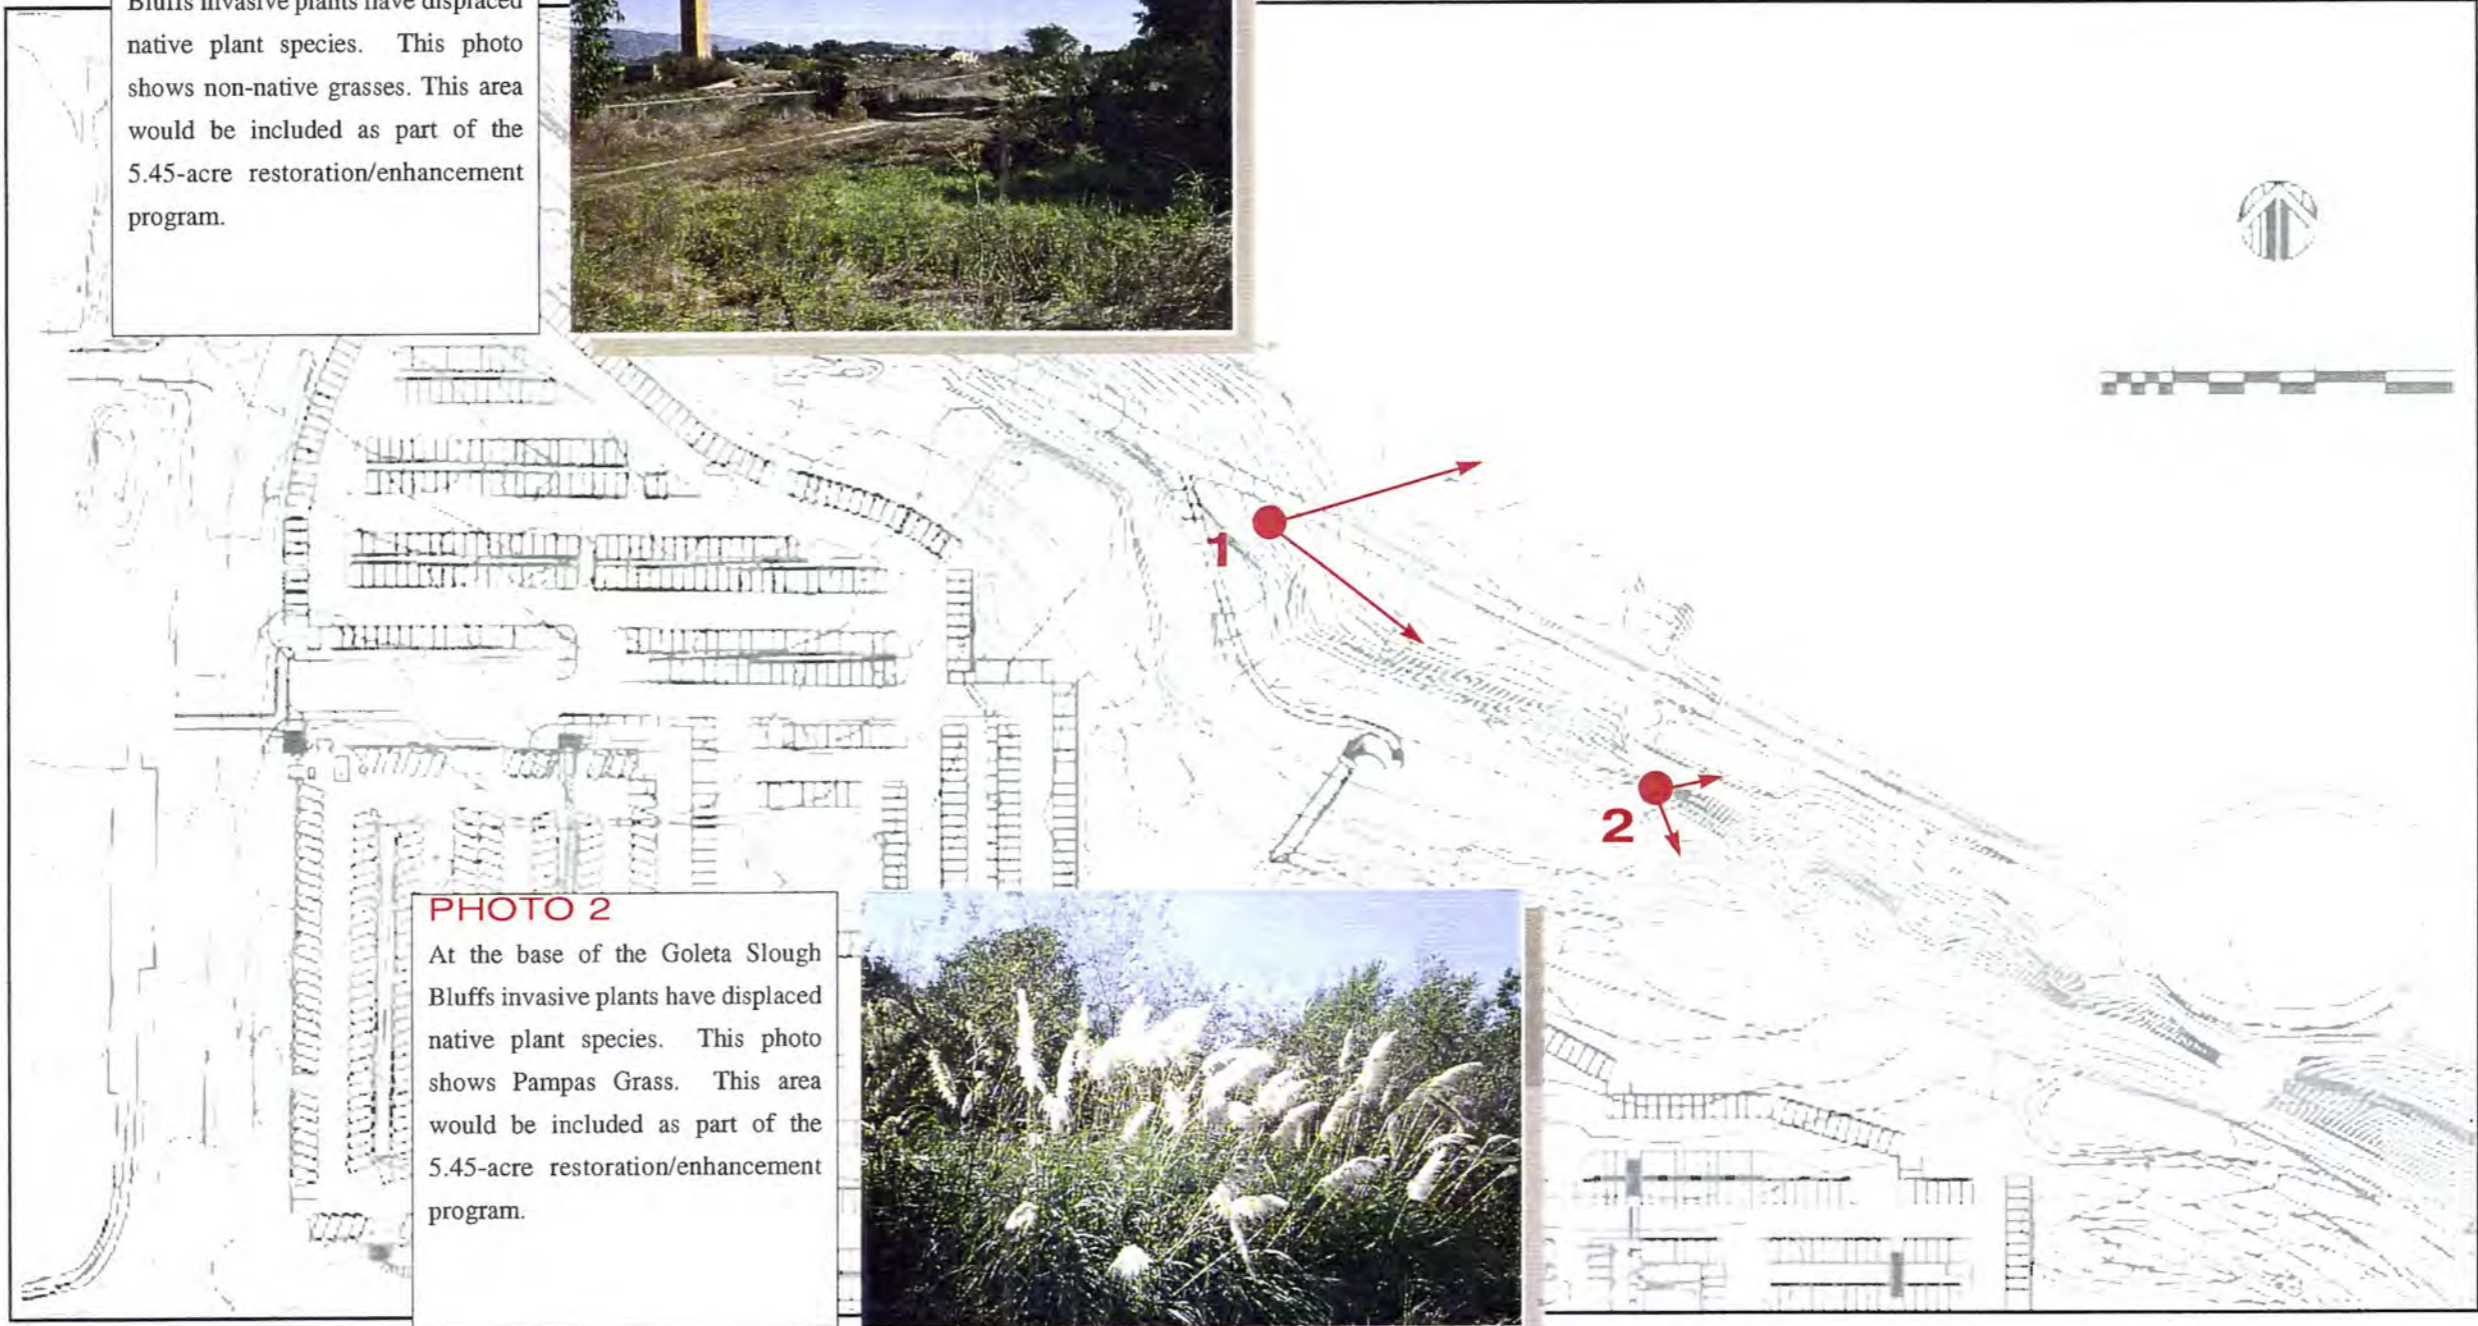 Bluffs invasive plants have displaced
native plant species. This photo
shows non-native grasses. This area
would be included as part of the
5.45-acre restoration/enhancement
program.
1
2
PHOTO 2
At the base of the Goleta Slough
Bluffs invasive plants have displaced
native plant species. This photo
shows Pampas Grass. This area
would be included as part of the
5.45-acre restoration/enhancement
program.